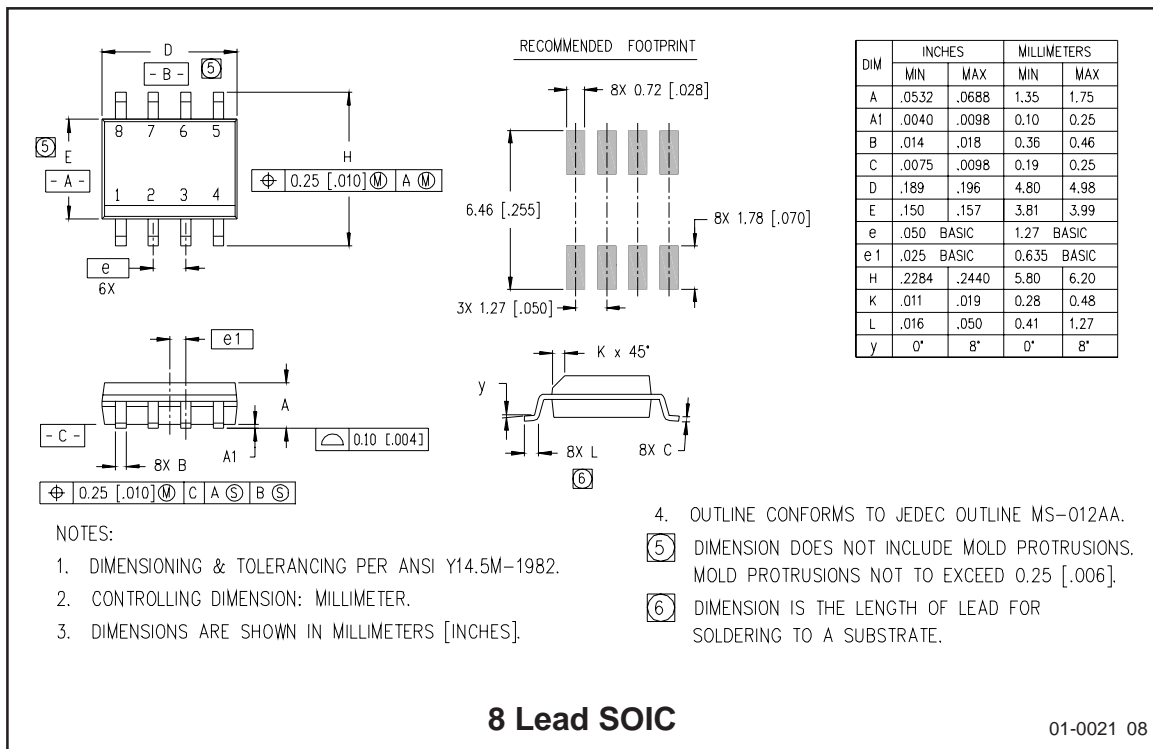 D
- B -
5
8 7 6 5
5
E
- A -
H
⌖ 0.25 [.010] Ⓜ A Ⓜ
1 2 3 4
e
6X
RECOMMENDED FOOTPRINT
8X 0.72 [.028]
6.46 [.255]
8X 1.78 [.070]
3X 1.27 [.050]
DIM INCHES MILLIMETERS
MIN MAX MIN MAX
A .0532 .0688 1.35 1.75
A1 .0040 .0098 0.10 0.25
B .014 .018 0.36 0.46
C .0075 .0098 0.19 0.25
D .189 .196 4.80 4.98
E .150 .157 3.81 3.99
e .050 BASIC 1.27 BASIC
e1 .025 BASIC 0.635 BASIC
H .2284 .2440 5.80 6.20
K .011 .019 0.28 0.48
L .016 .050 0.41 1.27
y 0° 8° 0° 8°
e1
A
- C -
8X B
A1
⌓ 0.10 [.004]
⌖ 0.25 [.010] Ⓜ C A Ⓢ B Ⓢ
K x 45°
y
8X L
8X C
6
NOTES:
1. DIMENSIONING & TOLERANCING PER ANSI Y14.5M-1982.
2. CONTROLLING DIMENSION: MILLIMETER.
3. DIMENSIONS ARE SHOWN IN MILLIMETERS [INCHES].
4. OUTLINE CONFORMS TO JEDEC OUTLINE MS-012AA.
5 DIMENSION DOES NOT INCLUDE MOLD PROTRUSIONS.
MOLD PROTRUSIONS NOT TO EXCEED 0.25 [.006].
6 DIMENSION IS THE LENGTH OF LEAD FOR
SOLDERING TO A SUBSTRATE.
8 Lead SOIC
01-0021 08